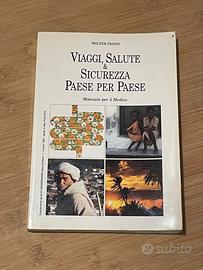 WALTER PASINI
VIAGGI, SALUTE
&
SICUREZZA
PAESE PER PAESE
Manuale per il Medico
subito